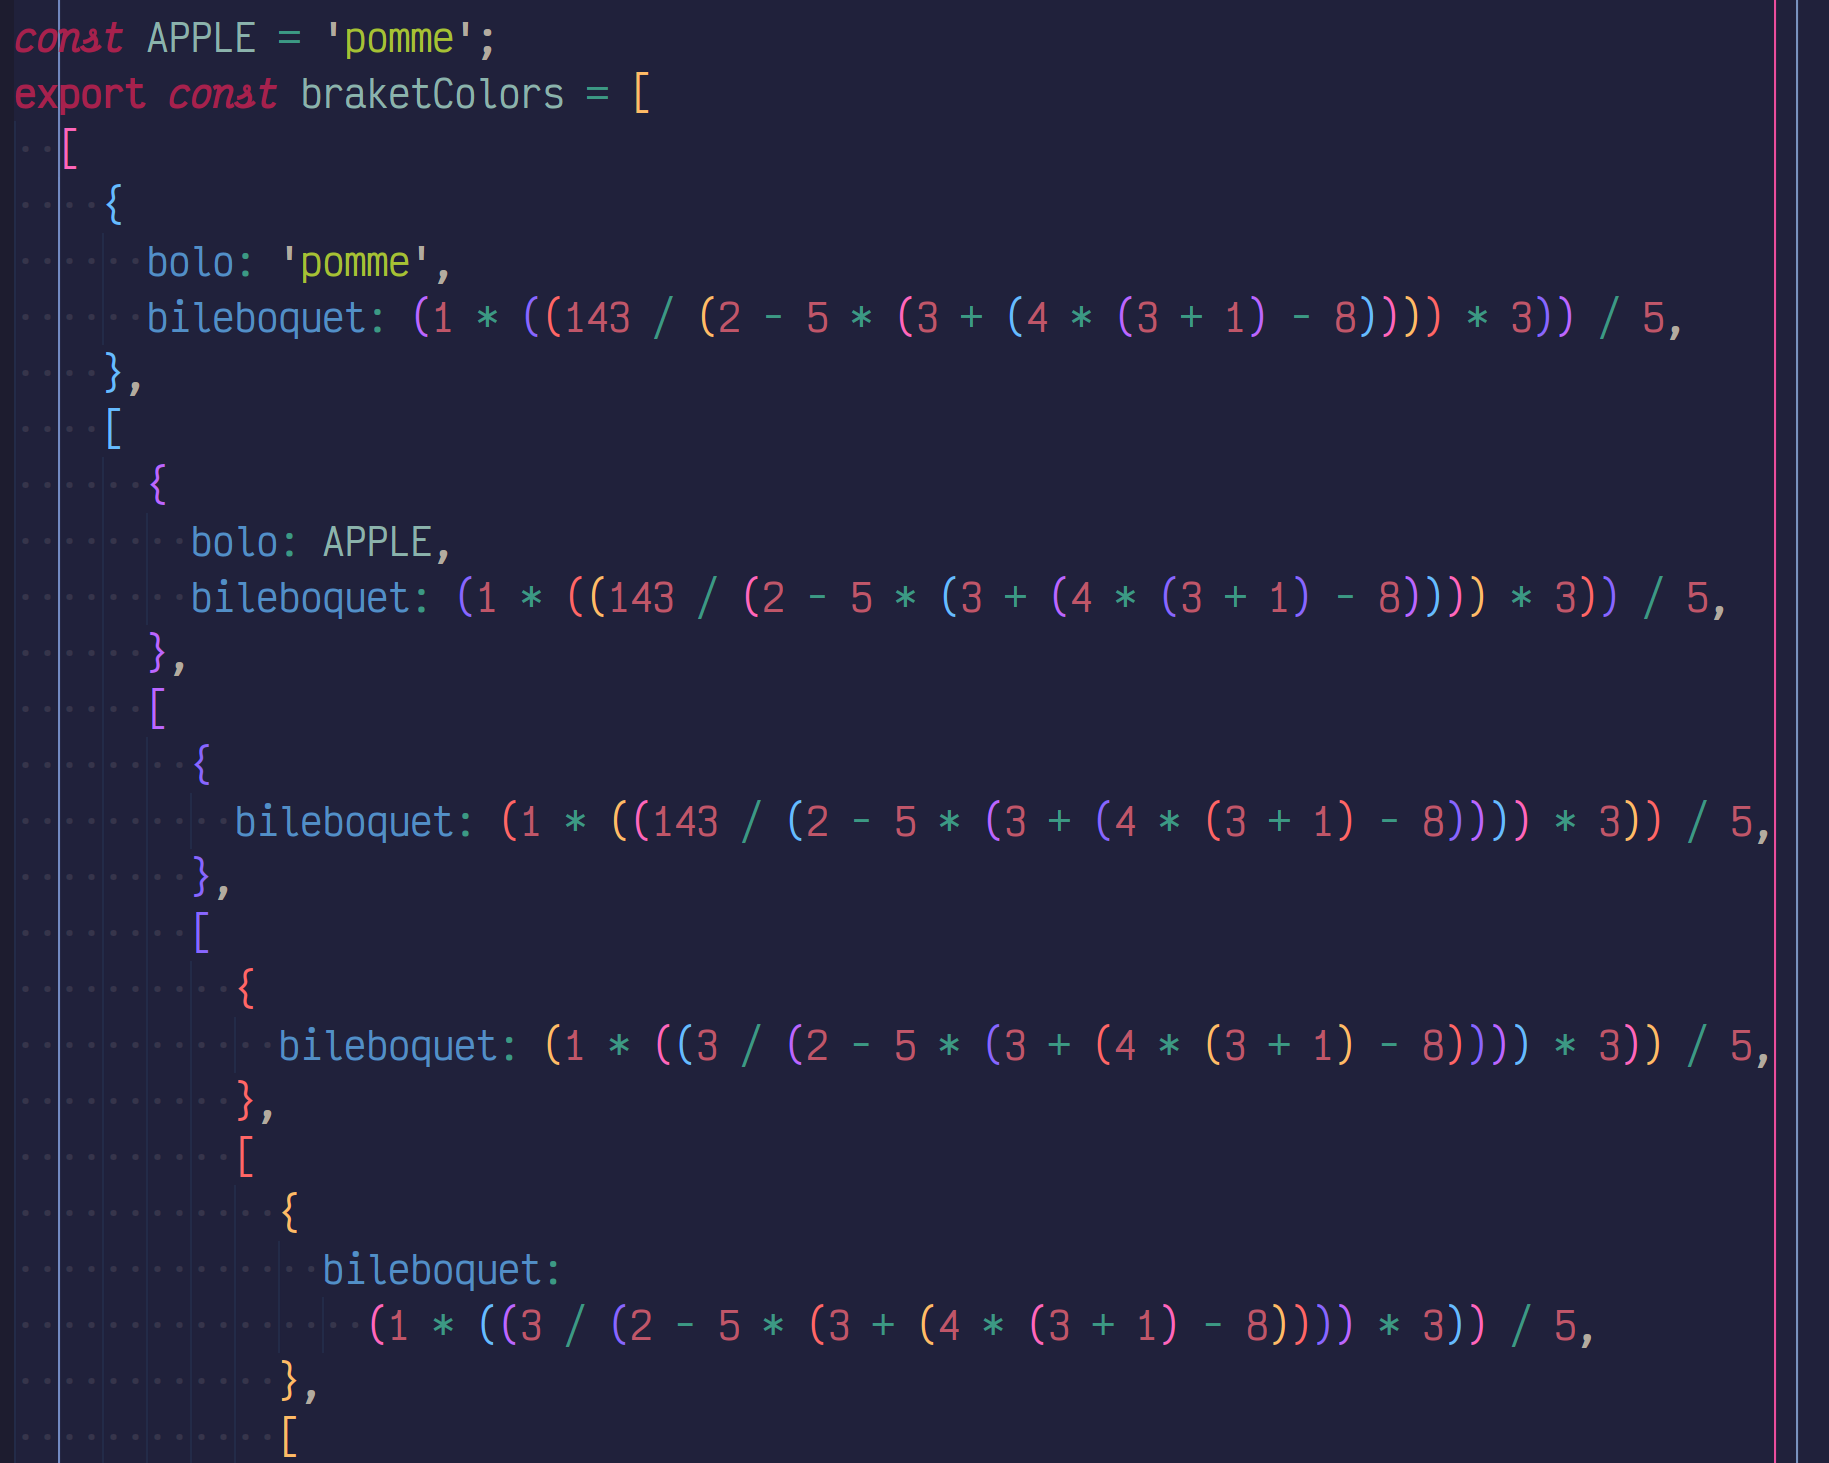 const APPLE = 'pomme';
export const braketColors = [
  [
    {
      bolo: 'pomme',
      bileboquet: (1 * ((143 / (2 - 5 * (3 + (4 * (3 + 1) - 8)))) * 3)) / 5,
    },
    [
      {
        bolo: APPLE,
        bileboquet: (1 * ((143 / (2 - 5 * (3 + (4 * (3 + 1) - 8)))) * 3)) / 5,
      },
      [
        {
          bileboquet: (1 * ((143 / (2 - 5 * (3 + (4 * (3 + 1) - 8)))) * 3)) / 5,
        },
        [
          {
            bileboquet: (1 * ((3 / (2 - 5 * (3 + (4 * (3 + 1) - 8)))) * 3)) / 5,
          },
          [
            {
              bileboquet:
                (1 * ((3 / (2 - 5 * (3 + (4 * (3 + 1) - 8)))) * 3)) / 5,
            },
            [